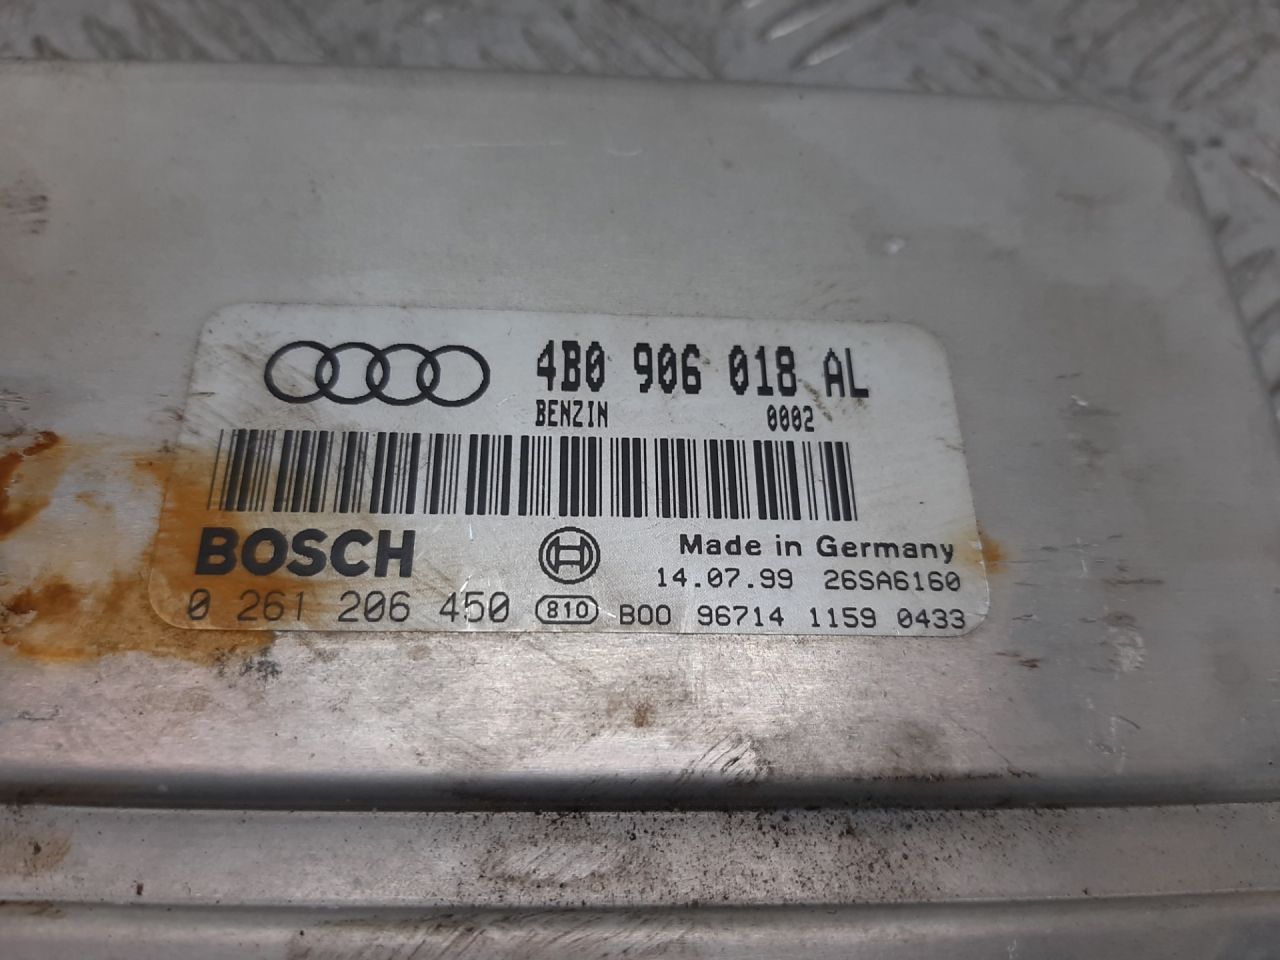 4B0 906 018 AL
BENZIN 0002
BOSCH Made in Germany
14.07.99 26SA6160
0 261 206 450 810 B00 96714 1159 0433